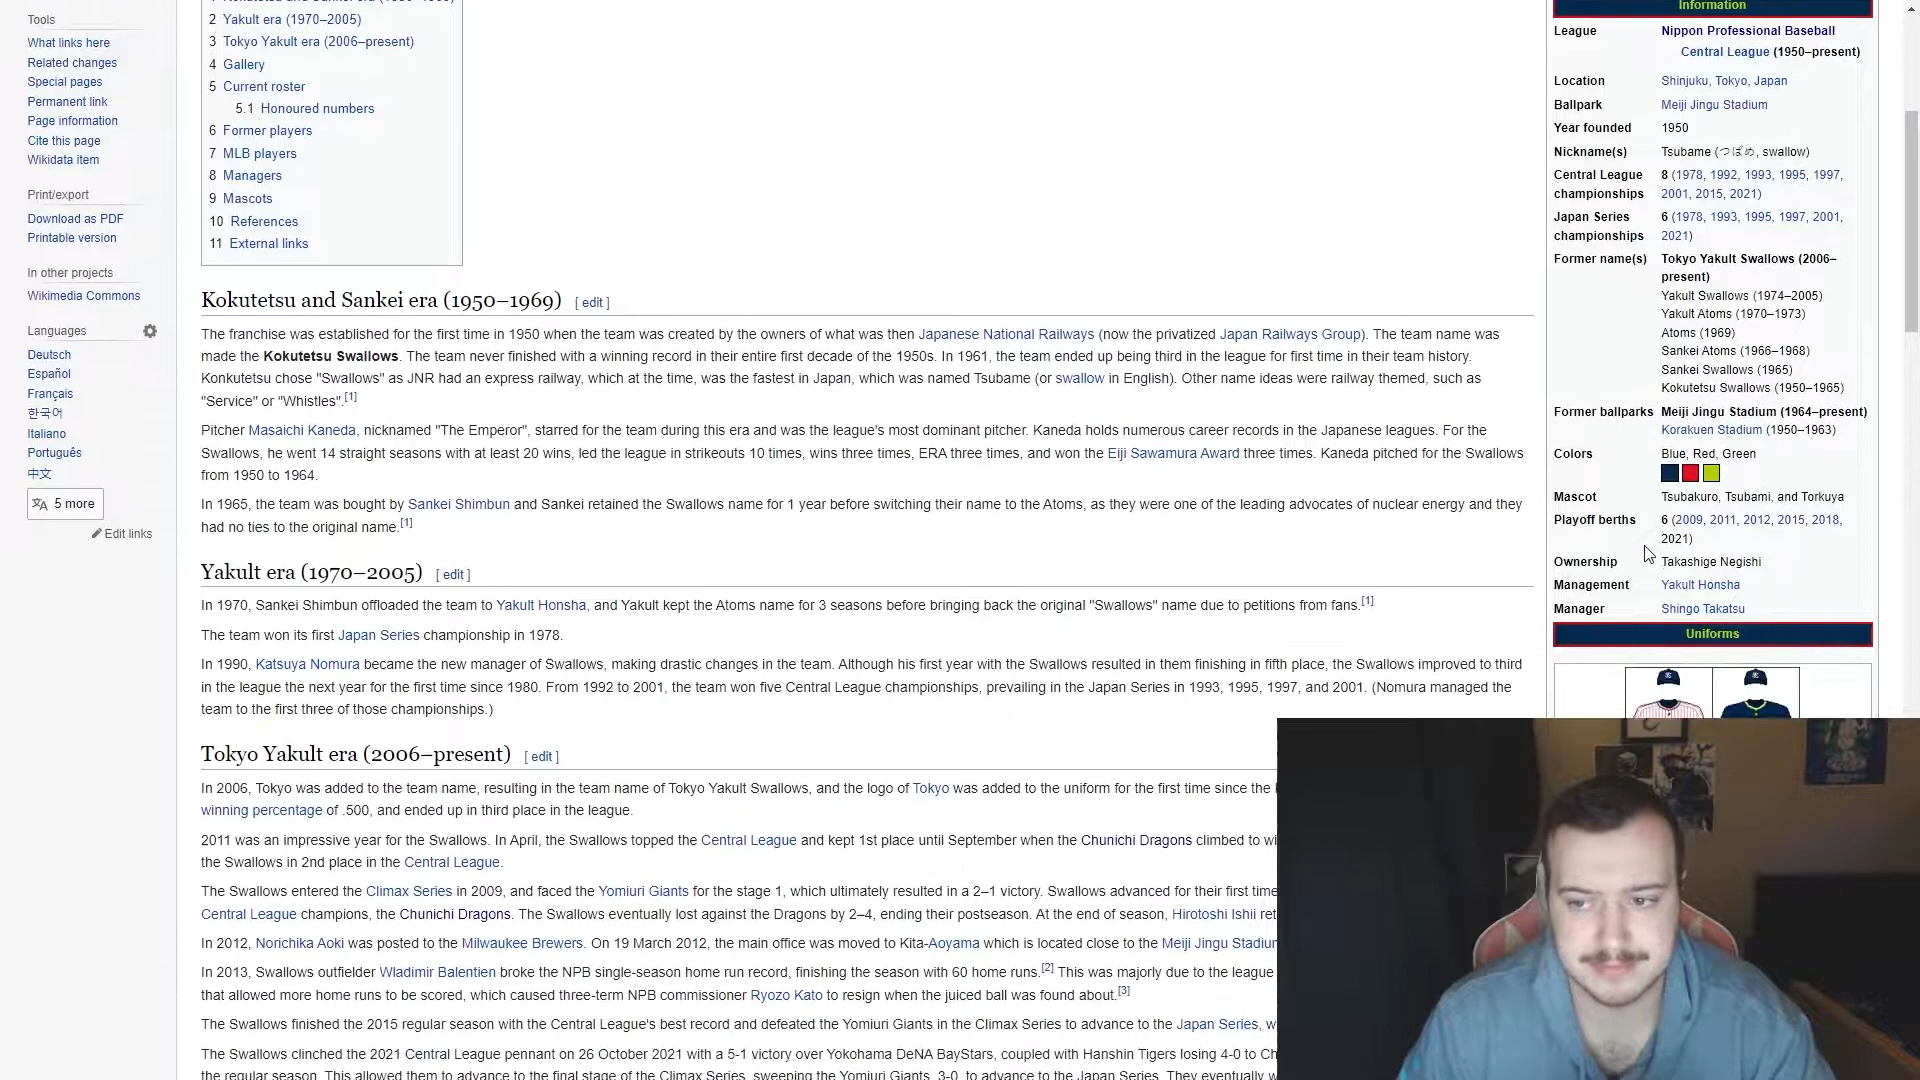 Tools
What links here
Related changes
Special pages
Permanent link
Page information
Cite this page
Wikidata item
Print/export
Download as PDF
Printable version
In other projects
Wikimedia Commons
Languages
Deutsch
Español
Français
한국어
Italiano
Português
中文
5 more
Edit links
2 Yakult era (1970–2005)
3 Tokyo Yakult era (2006–present)
4 Gallery
5 Current roster
5.1 Honoured numbers
6 Former players
7 MLB players
8 Managers
9 Mascots
10 References
11 External links
Kokutetsu and Sankei era (1950–1969) [ edit ]
The franchise was established for the first time in 1950 when the team was created by the owners of what was then Japanese National Railways (now the privatized Japan Railways Group). The team name was
made the Kokutetsu Swallows. The team never finished with a winning record in their entire first decade of the 1950s. In 1961, the team ended up being third in the league for first time in their team history.
Konkutetsu chose "Swallows" as JNR had an express railway, which at the time, was the fastest in Japan, which was named Tsubame (or swallow in English). Other name ideas were railway themed, such as
"Service" or "Whistles".[1]
Pitcher Masaichi Kaneda, nicknamed "The Emperor", starred for the team during this era and was the league's most dominant pitcher. Kaneda holds numerous career records in the Japanese leagues. For the
Swallows, he went 14 straight seasons with at least 20 wins, led the league in strikeouts 10 times, wins three times, ERA three times, and won the Eiji Sawamura Award three times. Kaneda pitched for the Swallows
from 1950 to 1964.
In 1965, the team was bought by Sankei Shimbun and Sankei retained the Swallows name for 1 year before switching their name to the Atoms, as they were one of the leading advocates of nuclear energy and they
had no ties to the original name.[1]
Yakult era (1970–2005) [ edit ]
In 1970, Sankei Shimbun offloaded the team to Yakult Honsha, and Yakult kept the Atoms name for 3 seasons before bringing back the original "Swallows" name due to petitions from fans.[1]
The team won its first Japan Series championship in 1978.
In 1990, Katsuya Nomura became the new manager of Swallows, making drastic changes in the team. Although his first year with the Swallows resulted in them finishing in fifth place, the Swallows improved to third
in the league the next year for the first time since 1980. From 1992 to 2001, the team won five Central League championships, prevailing in the Japan Series in 1993, 1995, 1997, and 2001. (Nomura managed the
team to the first three of those championships.)
Tokyo Yakult era (2006–present) [ edit ]
In 2006, Tokyo was added to the team name, resulting in the team name of Tokyo Yakult Swallows, and the logo of Tokyo was added to the uniform for the first time since the
winning percentage of .500, and ended up in third place in the league.
2011 was an impressive year for the Swallows. In April, the Swallows topped the Central League and kept 1st place until September when the Chunichi Dragons climbed to
the Swallows in 2nd place in the Central League.
The Swallows entered the Climax Series in 2009, and faced the Yomiuri Giants for the stage 1, which ultimately resulted in a 2–1 victory. Swallows advanced for their first time
Central League champions, the Chunichi Dragons. The Swallows eventually lost against the Dragons by 2–4, ending their postseason. At the end of season, Hirotoshi Ishii
In 2012, Norichika Aoki was posted to the Milwaukee Brewers. On 19 March 2012, the main office was moved to Kita-Aoyama which is located close to the Meiji Jingu
In 2013, Swallows outfielder Wladimir Balentien broke the NPB single-season home run record, finishing the season with 60 home runs.[2] This was majorly due to the league
that allowed more home runs to be scored, which caused three-term NPB commissioner Ryozo Kato to resign when the juiced ball was found about.[3]
The Swallows finished the 2015 regular season with the Central League's best record and defeated the Yomiuri Giants in the Climax Series to advance to the Japan Series,
The Swallows clinched the 2021 Central League pennant on 26 October 2021 with a 5-1 victory over Yokohama DeNA BayStars, coupled with Hanshin Tigers losing 4-0 to
the regular season. This allowed them to advance to the final stage of the Climax Series, sweeping the Yomiuri Giants, 3-0, to advance to the Japan Series. They eventually
Information
League Nippon Professional Baseball
Central League (1950–present)
Location Shinjuku, Tokyo, Japan
Ballpark Meiji Jingu Stadium
Year founded 1950
Nickname(s) Tsubame (つばめ, swallow)
Central League 8 (1978, 1992, 1993, 1995, 1997,
championships 2001, 2015, 2021)
Japan Series 6 (1978, 1993, 1995, 1997, 2001,
championships 2021)
Former name(s) Tokyo Yakult Swallows (2006–
present)
Yakult Swallows (1974–2005)
Yakult Atoms (1970–1973)
Atoms (1969)
Sankei Atoms (1966–1968)
Sankei Swallows (1965)
Kokutetsu Swallows (1950–1965)
Former ballparks Meiji Jingu Stadium (1964–present)
Korakuen Stadium (1950–1963)
Colors Blue, Red, Green
Mascot Tsubakuro, Tsubami, and Torkuya
Playoff berths 6 (2009, 2011, 2012, 2015, 2018,
2021)
Ownership Takashige Negishi
Management Yakult Honsha
Manager Shingo Takatsu
Uniforms